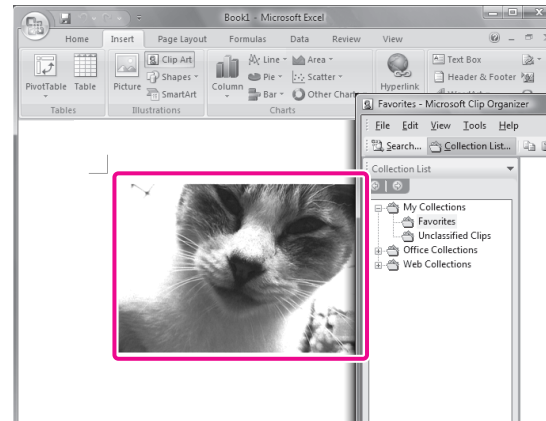 Book1 - Microsoft Excel
Home Insert Page Layout Formulas Data Review View
PivotTable Table Picture Clip Art Shapes SmartArt Column Line Pie Bar Area Scatter Other Chart Hyperlink Text Box Header & Footer
Tables Illustrations Charts
Favorites - Microsoft Clip Organizer
File Edit View Tools Help
Search... Collection List...
Collection List
My Collections
Favorites
Unclassified Clips
Office Collections
Web Collections